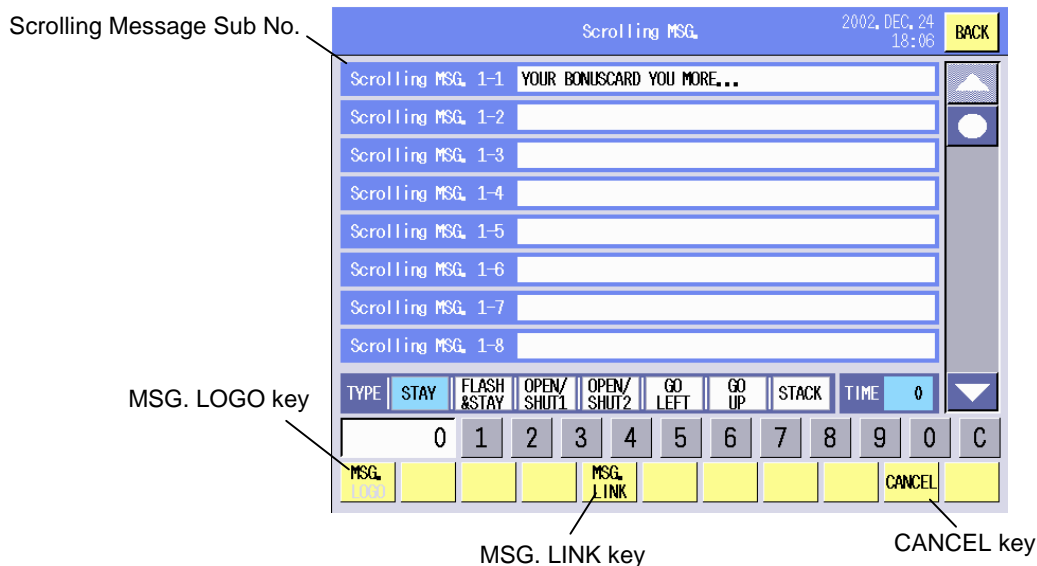 Scrolling Message Sub No.
Scrolling MSG.
2002.DEC.24
18:06
BACK
Scrolling MSG. 1-1 YOUR BONUSCARD YOU MORE...
Scrolling MSG. 1-2
Scrolling MSG. 1-3
Scrolling MSG. 1-4
Scrolling MSG. 1-5
Scrolling MSG. 1-6
Scrolling MSG. 1-7
Scrolling MSG. 1-8
TYPE STAY FLASH &STAY OPEN/ SHUT1 OPEN/ SHUT2 GO LEFT GO UP STACK TIME 0
MSG. LOGO key
0 1 2 3 4 5 6 7 8 9 0 C
MSG. LOGO MSG. LINK CANCEL
MSG. LINK key
CANCEL key